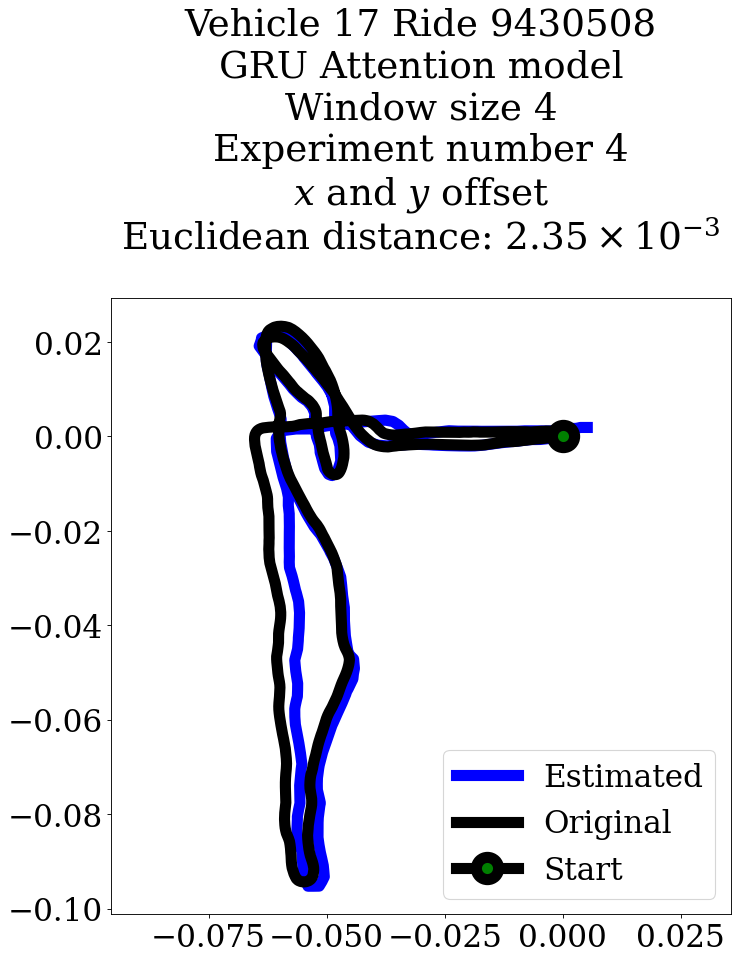 Vehicle 17 Ride 9430508
GRU Attention model
Window size 4
Experiment number 4
x and y offset
Euclidean distance: 2.35 × 10⁻³
0.02
0.00
−0.02
−0.04
−0.06
−0.08
−0.10
−0.075 −0.050 −0.025 0.000 0.025
Estimated
Original
Start